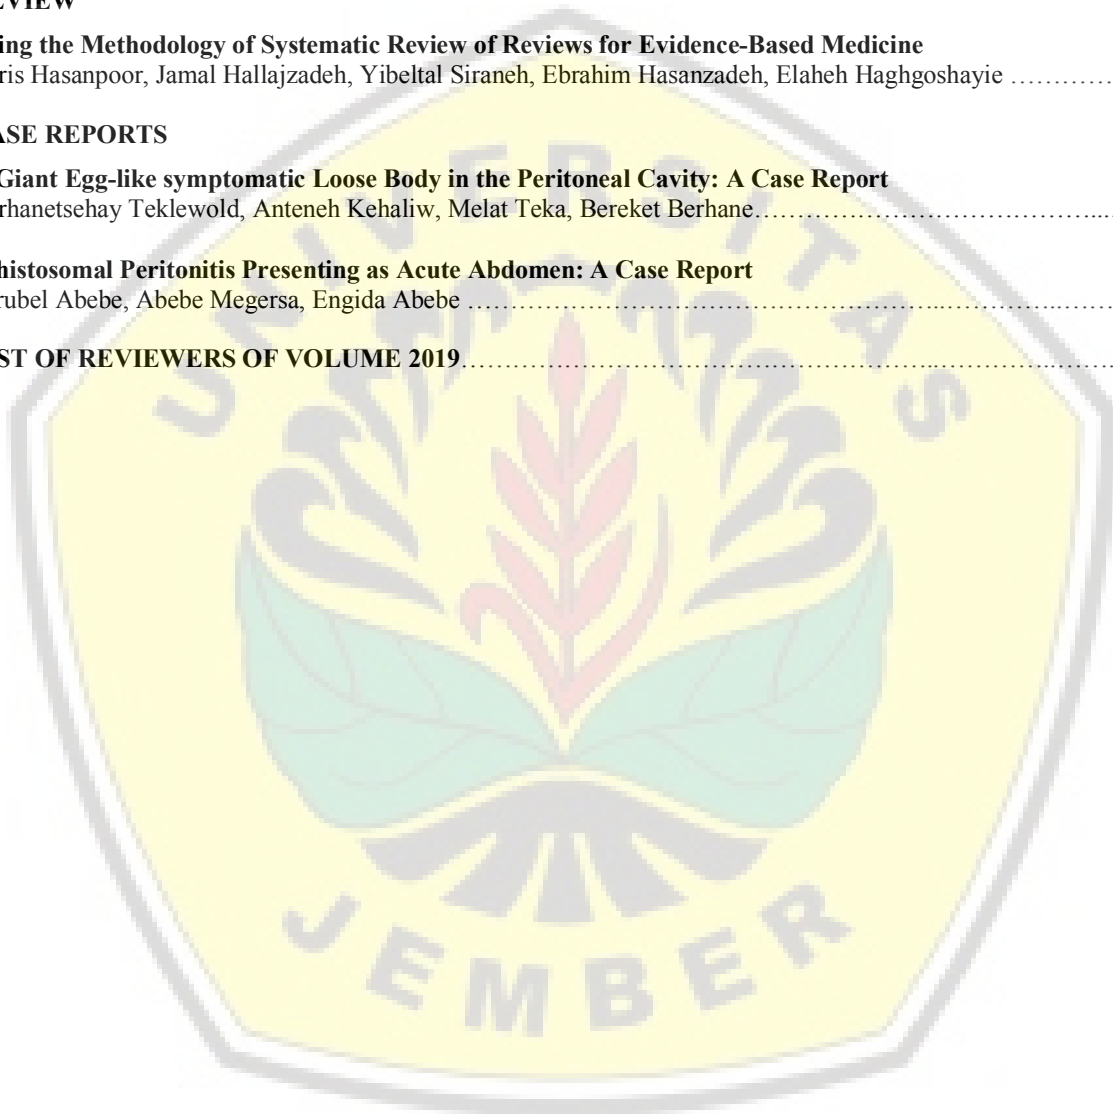 EVIEW
ing the Methodology of Systematic Review of Reviews for Evidence-Based Medicine
ris Hasanpoor, Jamal Hallajzadeh, Yibeltal Siraneh, Ebrahim Hasanzadeh, Elaheh Haghgoshayie …………
ASE REPORTS
Giant Egg-like symptomatic Loose Body in the Peritoneal Cavity: A Case Report
rhanetsehay Teklewold, Anteneh Kehaliw, Melat Teka, Bereket Berhane…………………………………...
histosomal Peritonitis Presenting as Acute Abdomen: A Case Report
rubel Abebe, Abebe Megersa, Engida Abebe ……………………………………………...………………
ST OF REVIEWERS OF VOLUME 2019……………………………………………...………………
UNIVERSITAS
JEMBER